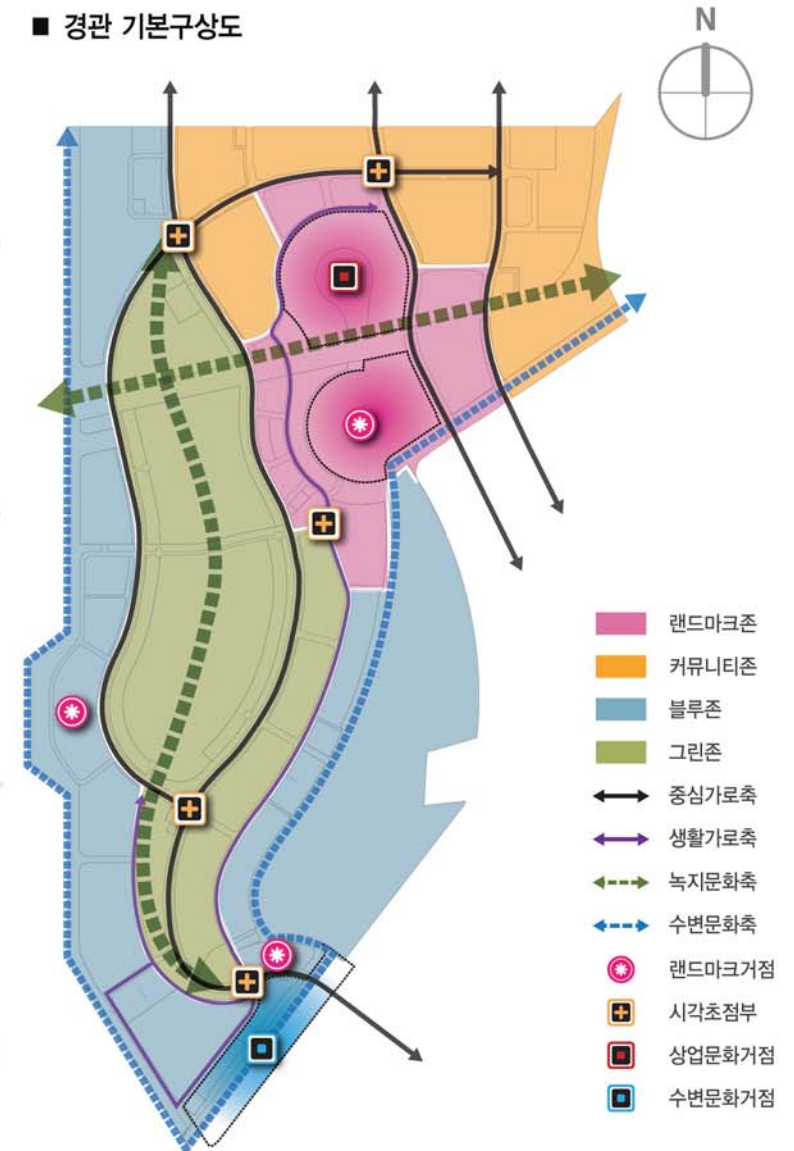 ■ 경관 기본구상도
N
랜드마크존
커뮤니티존
블루존
그린존
중심가로축
생활가로축
녹지문화축
수변문화축
랜드마크거점
시각초점부
상업문화거점
수변문화거점